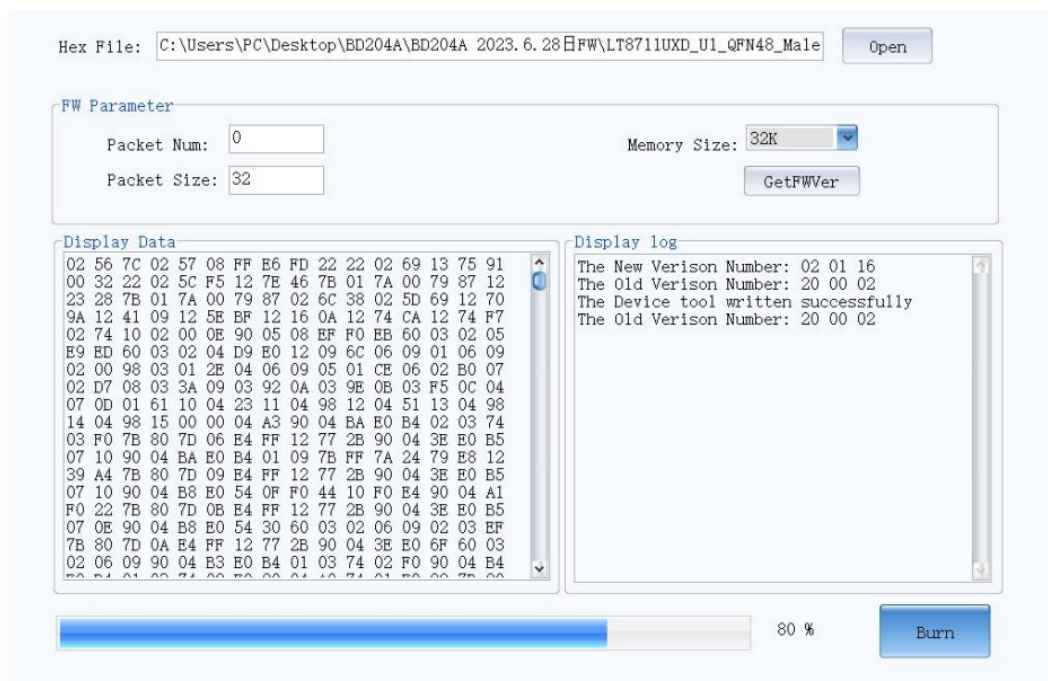 Hex File: C:\Users\PC\Desktop\BD204A\BD204A 2023.6.28日FW\LT8711UXD_U1_QFN48_Male Open
FW Parameter
Packet Num: 0
Memory Size: 32K
Packet Size: 32
GetFWVer
Display Data
02 56 7C 02 57 08 FF E6 FD 22 22 02 69 13 75 91
00 32 22 02 5C F5 12 7E 46 7B 01 7A 00 79 87 12
23 28 7B 01 7A 00 79 87 02 6C 38 02 5D 69 12 70
9A 12 41 09 12 5E BF 12 16 0A 12 74 CA 12 74 F7
02 74 10 02 00 0E 90 05 08 EF F0 EB 60 03 02 05
E9 ED 60 03 02 04 D9 E0 12 09 6C 06 09 01 06 09
02 00 98 03 01 2E 04 06 09 05 01 CE 06 02 B0 07
02 D7 08 03 3A 09 03 92 0A 03 9E 0B 03 F5 0C 04
07 0D 01 61 10 04 23 11 04 98 12 04 51 13 04 98
14 04 98 15 00 00 04 A3 90 04 BA E0 B4 02 03 74
03 F0 7B 80 7D 06 E4 FF 12 77 2B 90 04 3E E0 B5
07 10 90 04 BA E0 B4 01 09 7B FF 7A 24 79 E8 12
39 A4 7B 80 7D 09 E4 FF 12 77 2B 90 04 3E E0 B5
07 10 90 04 B8 E0 54 0F F0 44 10 F0 E4 90 04 A1
F0 22 7B 80 7D 0B E4 FF 12 77 2B 90 04 3E E0 B5
07 0E 90 04 B8 E0 54 30 60 03 02 06 09 02 03 EF
7B 80 7D 0A E4 FF 12 77 2B 90 04 3E E0 6F 60 03
02 06 09 90 04 B3 E0 B4 01 03 74 02 F0 90 04 B4
Display log
The New Verison Number: 02 01 16
The Old Verison Number: 20 00 02
The Device tool written successfully
The Old Verison Number: 20 00 02
80 %
Burn